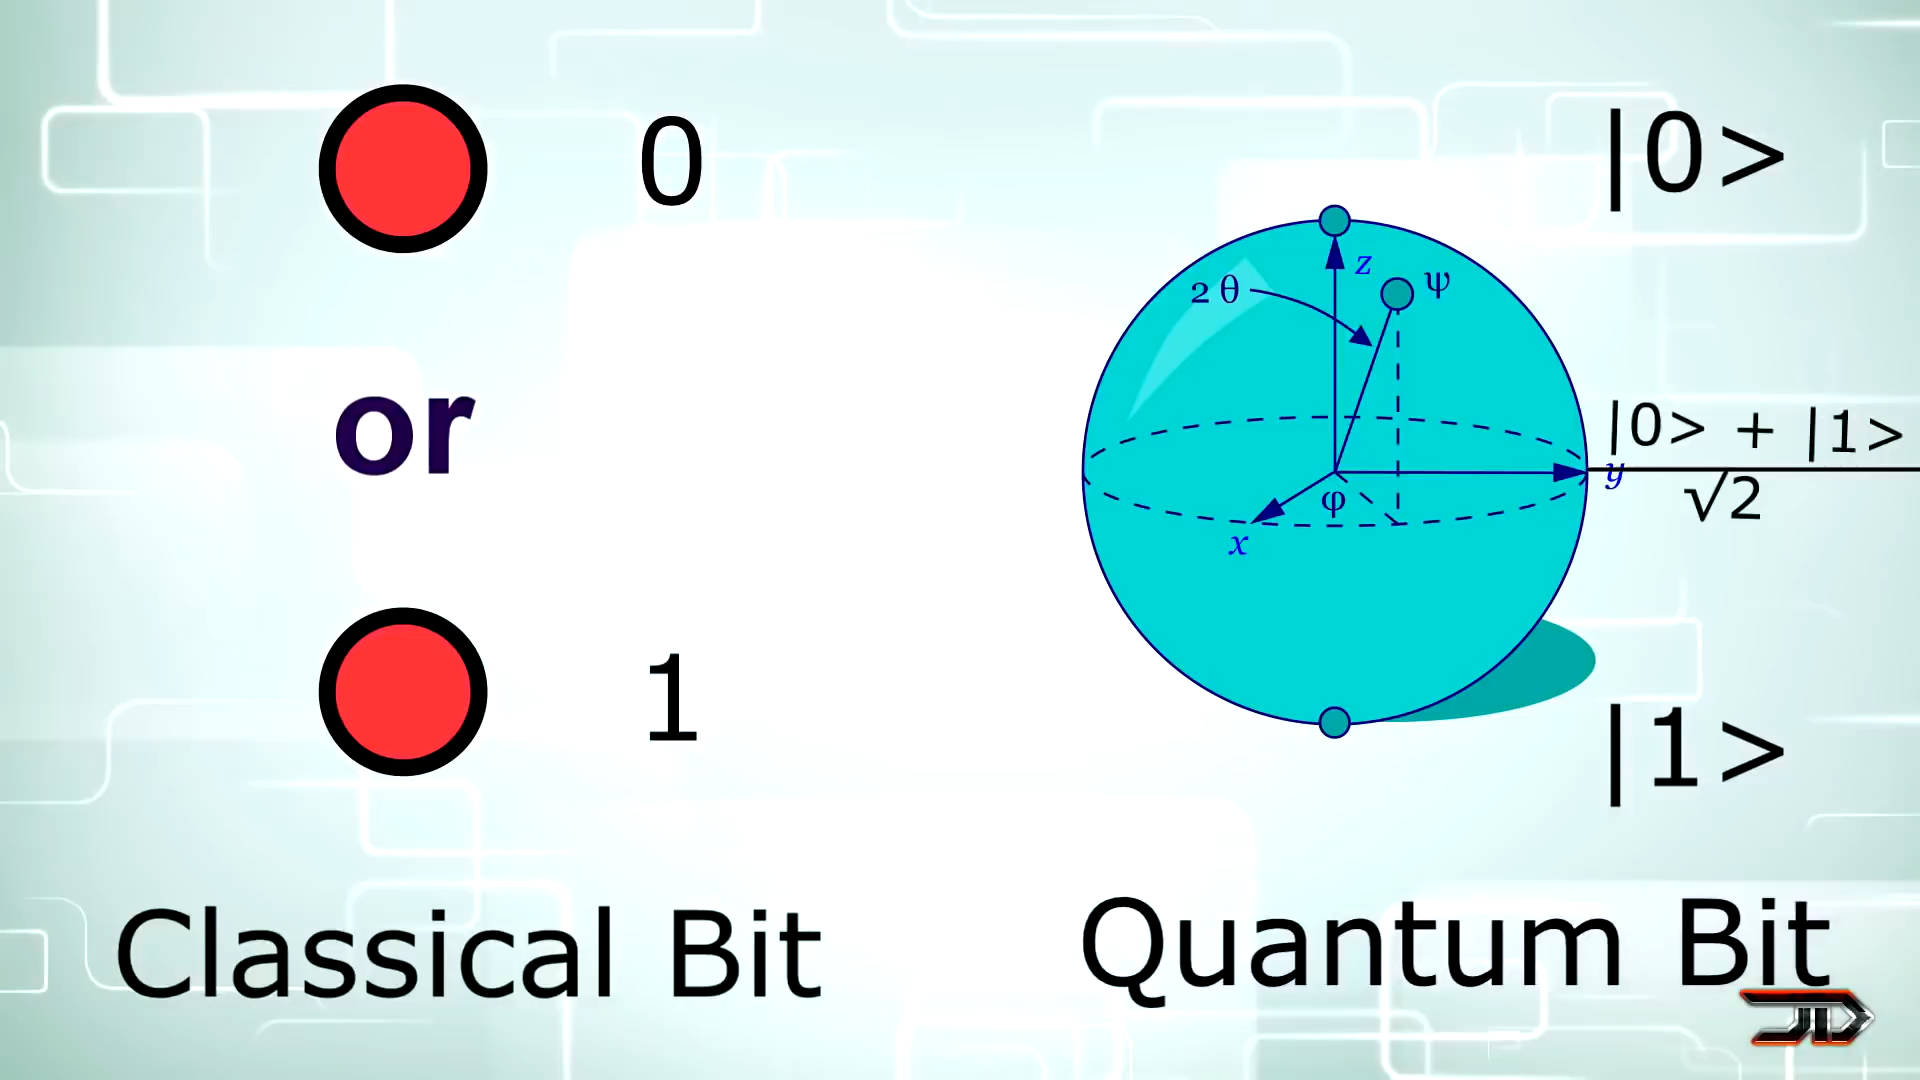 0
or
1
Classical Bit
|0>
z
ψ
2 θ
|0> + |1>
√2
y
φ
x
|1>
Quantum Bit